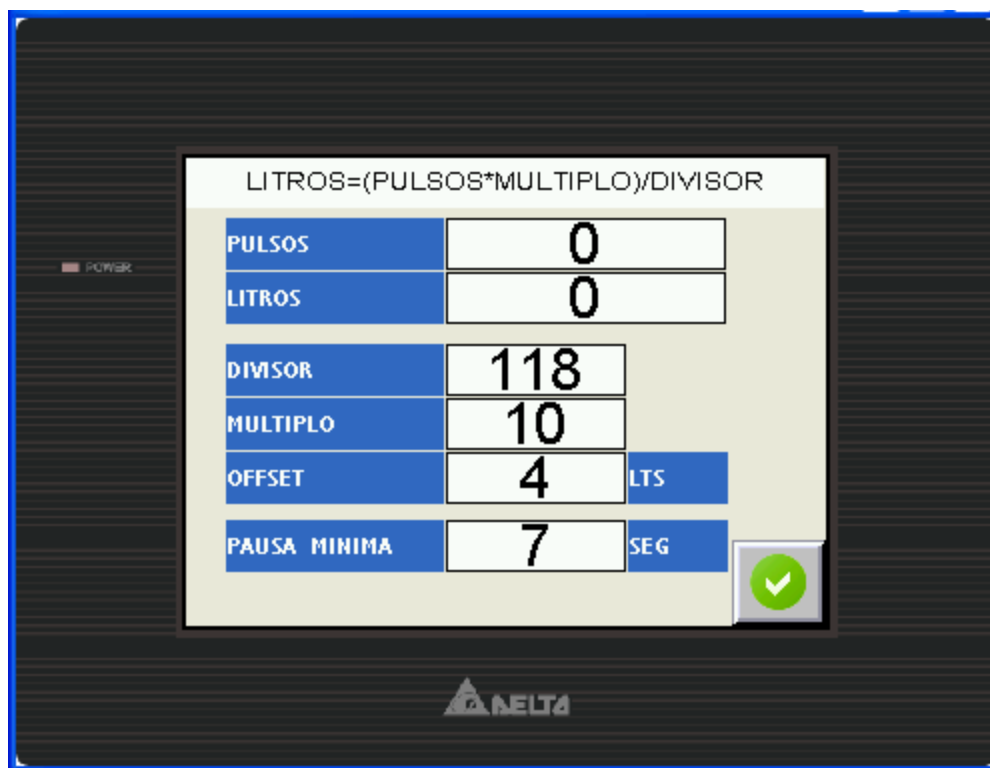 LITROS=(PULSOS*MULTIPLO)/DIVISOR
PULSOS 0
POWER
LITROS 0
DIVISOR 118
MULTIPLO 10
OFFSET 4 LTS
PAUSA MINIMA 7 SEG
DELTA